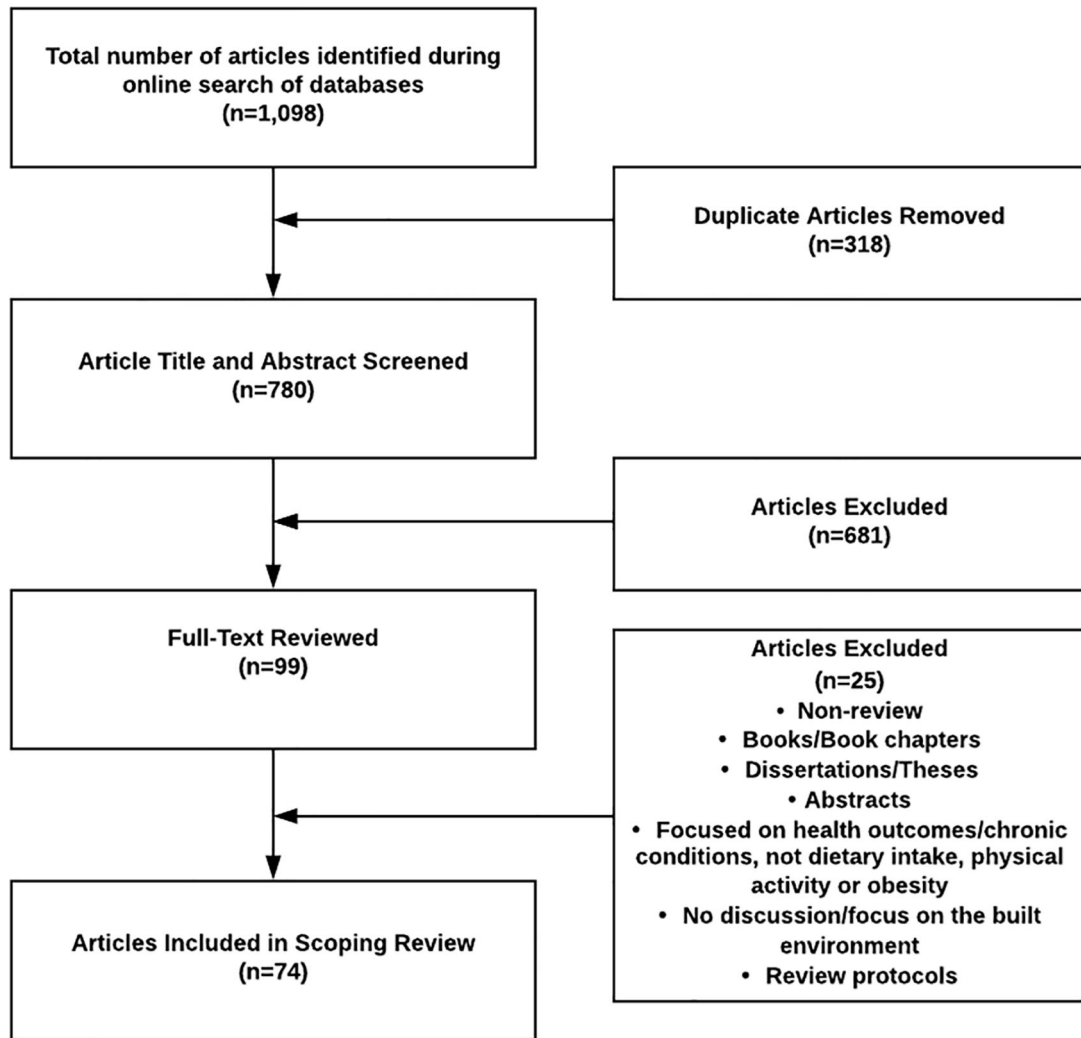 Total number of articles identified during
online search of databases
(n=1,098)
Duplicate Articles Removed
(n=318)
Article Title and Abstract Screened
(n=780)
Articles Excluded
(n=681)
Full-Text Reviewed
(n=99)
Articles Excluded
(n=25)
• Non-review
• Books/Book chapters
• Dissertations/Theses
• Abstracts
• Focused on health outcomes/chronic
conditions, not dietary intake, physical
activity or obesity
• No discussion/focus on the built
environment
• Review protocols
Articles Included in Scoping Review
(n=74)